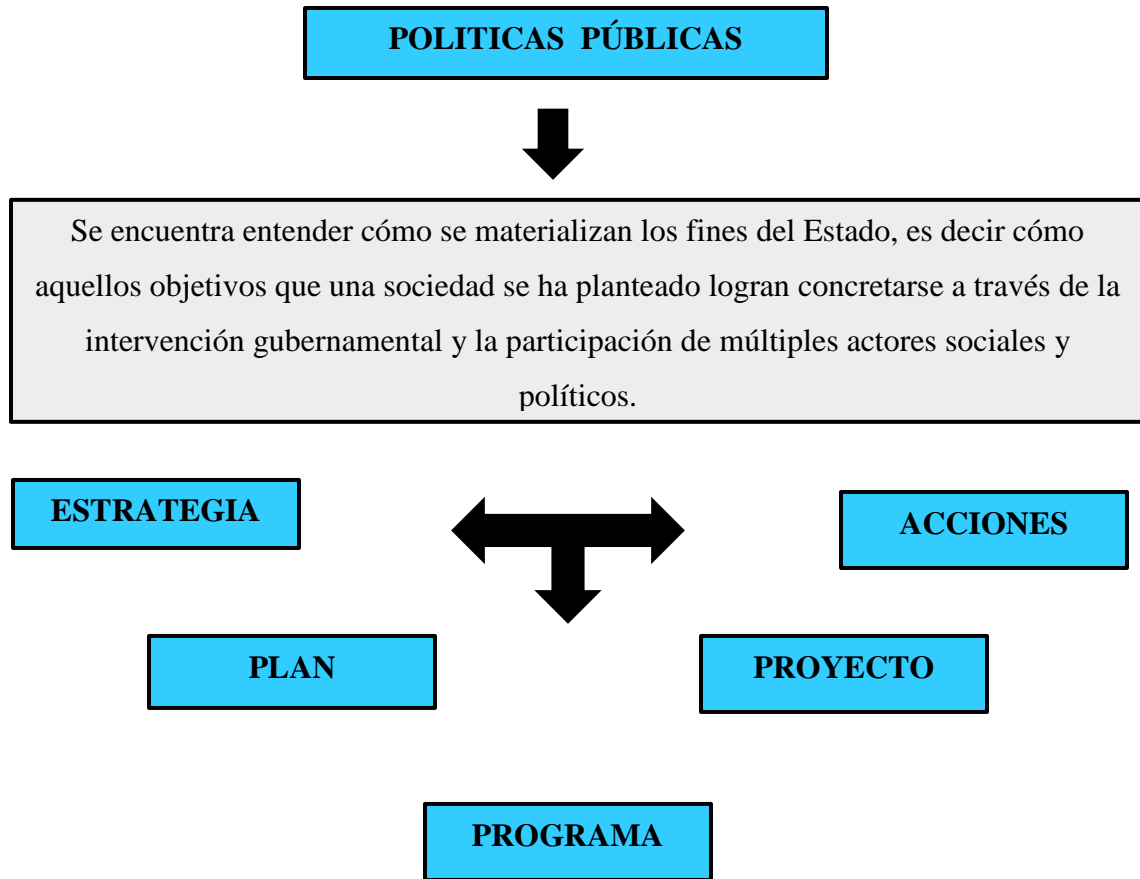 POLITICAS PÚBLICAS
Se encuentra entender cómo se materializan los fines del Estado, es decir cómo
aquellos objetivos que una sociedad se ha planteado logran concretarse a través de la
intervención gubernamental y la participación de múltiples actores sociales y
políticos.
ESTRATEGIA
ACCIONES
PLAN
PROYECTO
PROGRAMA